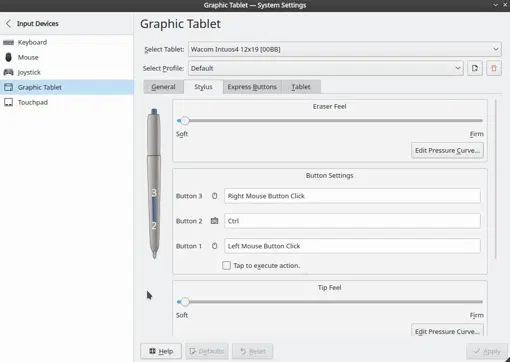 Graphic Tablet — System Settings
Input Devices
Keyboard
Mouse
Joystick
Graphic Tablet
Touchpad
Graphic Tablet
Select Tablet: Wacom Intuos4 12x19 [00BB]
Select Profile: Default
General Stylus Express Buttons Tablet
Eraser Feel
Soft Firm
Edit Pressure Curve...
Button Settings
3
Button 3 Right Mouse Button Click
2
Button 2 Ctrl
Button 1 Left Mouse Button Click
Tap to execute action.
Tip Feel
Soft Firm
Edit Pressure Curve...
Help Defaults Reset Apply